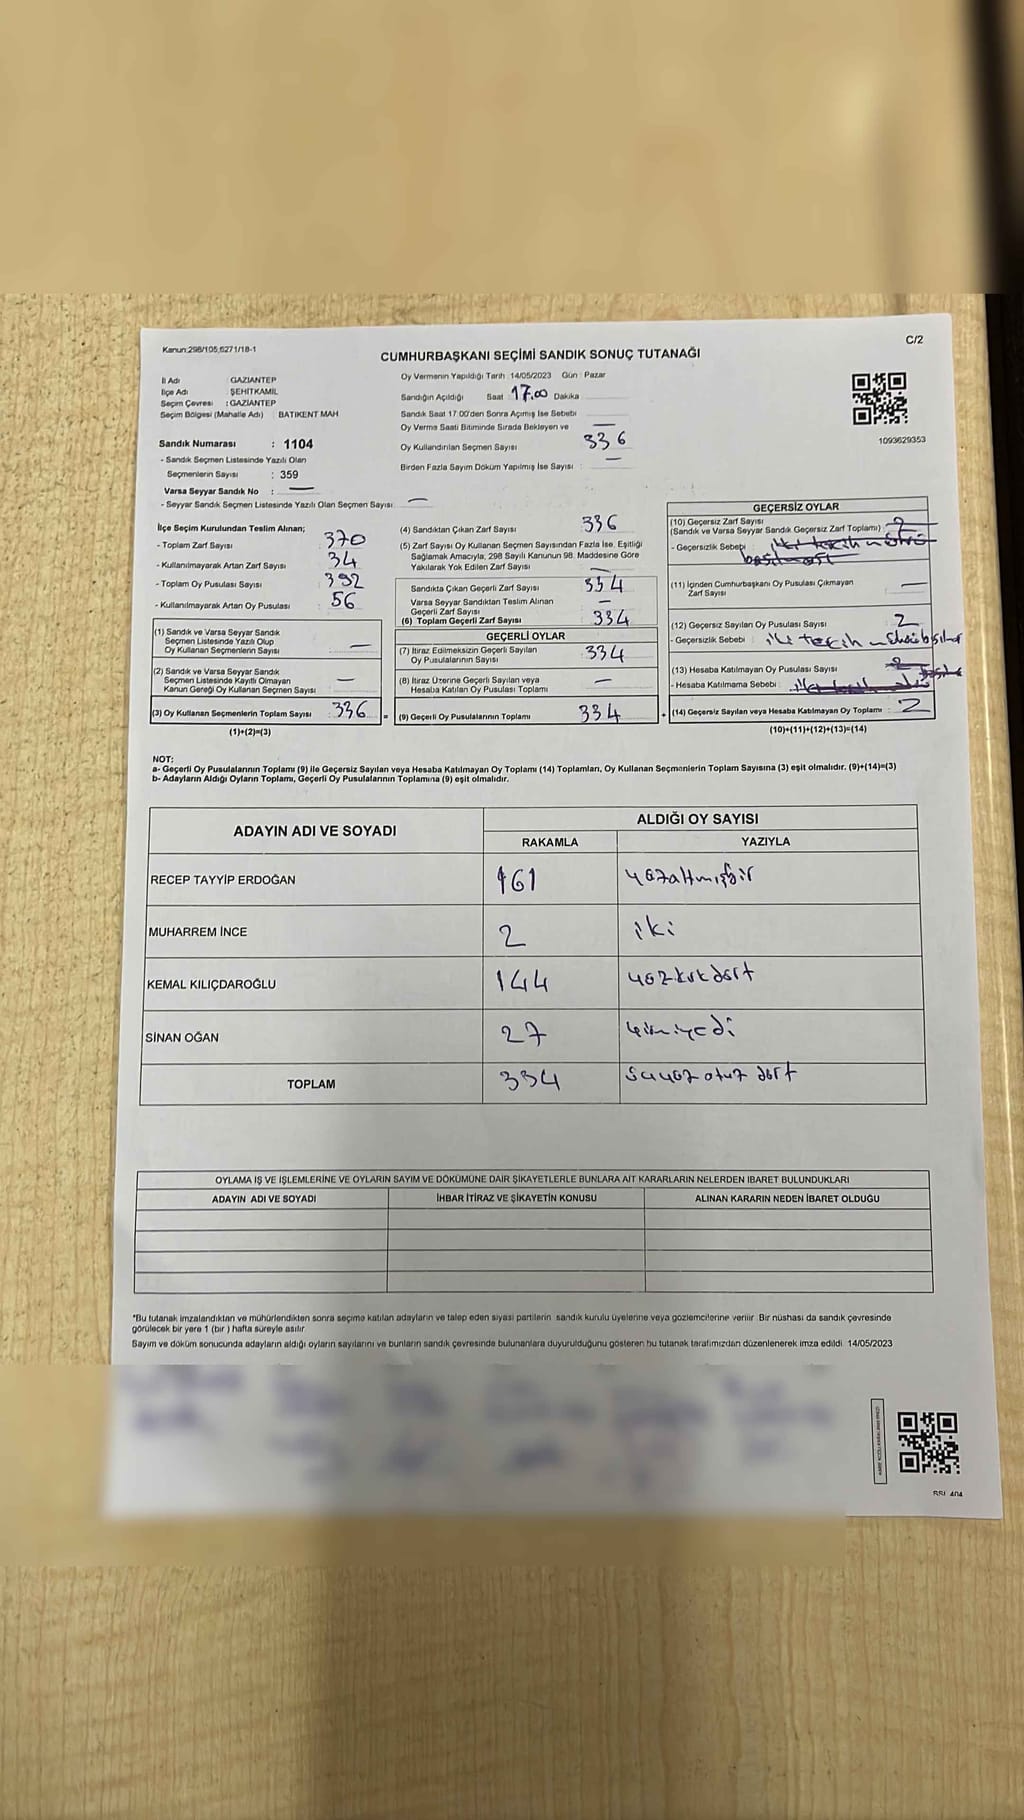 Kanun:298/105,6271/18-1
C/2
CUMHURBAŞKANI SEÇİMİ SANDIK SONUÇ TUTANAĞI
İl Adı : GAZİANTEP
İlçe Adı : ŞEHİTKAMİL
Seçim Çevresi : GAZİANTEP
Seçim Bölgesi (Mahalle Adı) : BATIKENT MAH
Sandık Numarası : 1104
- Sandık Seçmen Listesinde Yazılı Olan
Seçmenlerin Sayısı : 359
Varsa Seyyar Sandık No : —
- Seyyar Sandık Seçmen Listesinde Yazılı Olan Seçmen Sayısı: —
Oy Vermenin Yapıldığı Tarih :14/05/2023 Gün : Pazar
Sandığın Açıldığı Saat : 17.00 Dakika
Sandık Saat 17:00'den Sonra Açımış İse Sebebi
Oy Verme Saati Bitiminde Sırada Bekleyen ve —
Oy Kullandırılan Seçmen Sayısı 336
Birden Fazla Sayım Döküm Yapılmış İse Sayısı : —
1093629353
İlçe Seçim Kurulundan Teslim Alınan;
- Toplam Zarf Sayısı : 370
- Kullanılmayarak Artan Zarf Sayısı : 34
- Toplam Oy Pusulası Sayısı : 392
- Kullanılmayarak Artan Oy Pusulası : 56
(1) Sandık ve Varsa Seyyar Sandık
Seçmen Listesinde Yazılı Olup
Oy Kullanan Seçmenlerin Sayısı : —
(2) Sandık ve Varsa Seyyar Sandık
Seçmen Listesinde Kayıtlı Olmayan
Kanun Gereği Oy Kullanan Seçmen Sayısı : —
(3) Oy Kullanan Seçmenlerin Toplam Sayısı : 336
(1)+(2)=(3)
(4) Sandıktan Çıkan Zarf Sayısı : 336
(5) Zarf Sayısı Oy Kullanan Seçmen Sayısından Fazla İse, Eşitliği
Sağlamak Amacıyla, 298 Sayılı Kanunun 98. Maddesine Göre
Yakılarak Yok Edilen Zarf Sayısı : —
Sandıkta Çıkan Geçerli Zarf Sayısı : 334
Varsa Seyyar Sandıktan Teslim Alınan
Geçerli Zarf Sayısı : —
(6) Toplam Geçerli Zarf Sayısı : 334
GEÇERLİ OYLAR
(7) İtiraz Edilmeksizin Geçerli Sayılan
Oy Pusulalarının Sayısı : 334
(8) İtiraz Üzerine Geçerli Sayılan veya
Hesaba Katılan Oy Pusulası Toplamı : —
= (9) Geçerli Oy Pusulalarının Toplamı : 334
GEÇERSİZ OYLAR
(10) Geçersiz Zarf Sayısı
(Sandık ve Varsa Seyyar Sandık Geçersiz Zarf Toplamı) : 2
- Geçersizlik Sebebi : iki tercih mührü
basılması
(11) İçinden Cumhurbaşkanı Oy Pusulası Çıkmayan
Zarf Sayısı : —
(12) Geçersiz Sayılan Oy Pusulası Sayısı : 2
- Geçersizlik Sebebi : iki tercih
(13) Hesaba Katılmayan Oy Pusulası Sayısı : 2
- Hesaba Katılmama Sebebi : iki tercih
+ (14) Geçersiz Sayılan veya Hesaba Katılmayan Oy Toplamı : 2
(10)+(11)+(12)+(13)=(14)
NOT:
a- Geçerli Oy Pusulalarının Toplamı (9) ile Geçersiz Sayılan veya Hesaba Katılmayan Oy Toplamı (14) Toplamları, Oy Kullanan Seçmenlerin Toplam Sayısına (3) eşit olmalıdır. (9)+(14)=(3)
b- Adayların Aldığı Oyların Toplamı, Geçerli Oy Pusulalarının Toplamına (9) eşit olmalıdır.
ADAYIN ADI VE SOYADI
ALDIĞI OY SAYISI
RAKAMLA YAZIYLA
RECEP TAYYİP ERDOĞAN 161 yüzaltmışbir
MUHARREM İNCE 2 iki
KEMAL KILIÇDAROĞLU 144 yüzkırkdört
SİNAN OĞAN 27 yirmiyedi
TOPLAM 334 üçyüz otuz dört
OYLAMA İŞ VE İŞLEMLERİNE VE OYLARIN SAYIM VE DÖKÜMÜNE DAİR ŞİKAYETLERLE BUNLARA AİT KARARLARIN NELERDEN İBARET BULUNDUKLARI
ADAYIN ADI VE SOYADI İHBAR İTİRAZ VE ŞİKAYETİN KONUSU ALINAN KARARIN NEDEN İBARET OLDUĞU
*Bu tutanak imzalandıktan ve mühürlendikten sonra seçime katılan adayların ve talep eden siyasi partilerin sandık kurulu üyelerine veya gözlemcilerine verilir. Bir nüshası da sandık çevresinde
görülecek bir yere 1 (bir) hafta süreyle asılır.
Sayım ve döküm sonucunda adayların aldığı oyların sayılarını ve bunların sandık çevresinde bulunanlara duyurulduğunu gösteren bu tutanak tarafımızdan düzenlenerek imza edildi. 14/05/2023